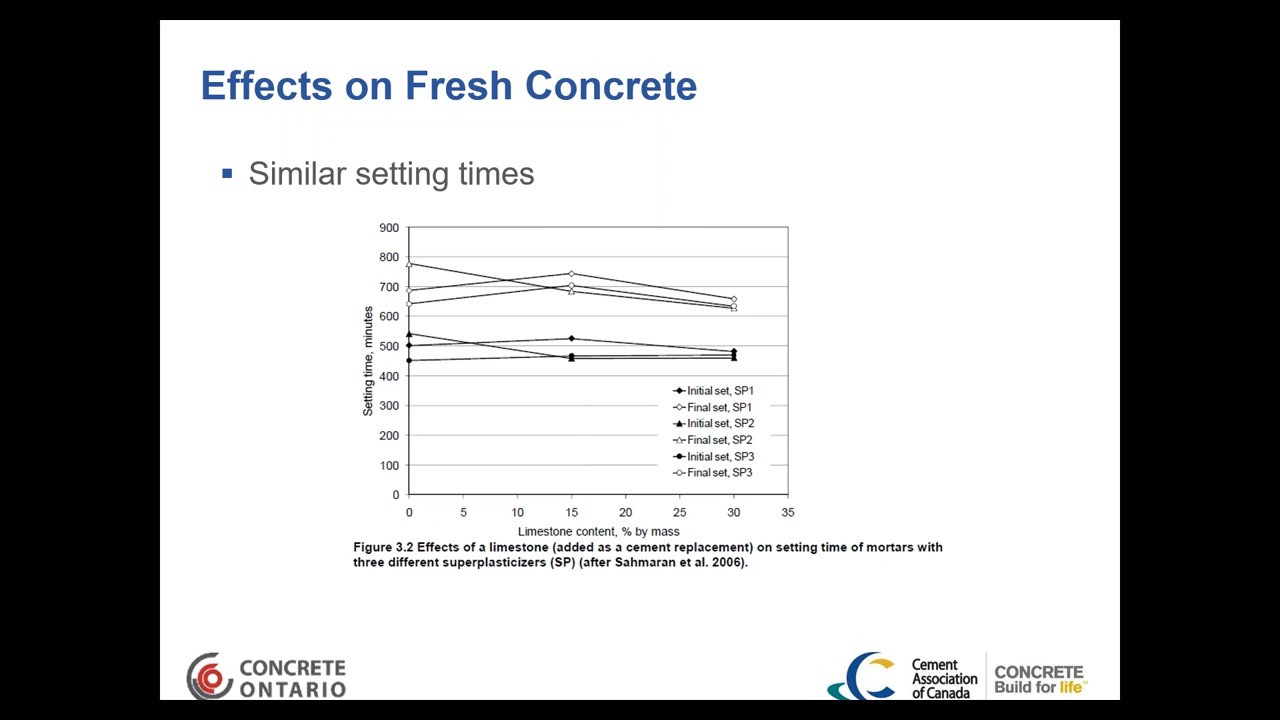 Effects on Fresh Concrete
▪ Similar setting times
900
800
700
600
500
400
300
200
100
0
Setting time, minutes
Initial set, SP1
Final set, SP1
Initial set, SP2
Final set, SP2
Initial set, SP3
Final set, SP3
0 5 10 15 20 25 30 35
Limestone content, % by mass
Figure 3.2 Effects of a limestone (added as a cement replacement) on setting time of mortars with
three different superplasticizers (SP) (after Sahmaran et al. 2006).
CONCRETE
ONTARIO
Cement
Association
of Canada
CONCRETE
Build for life™